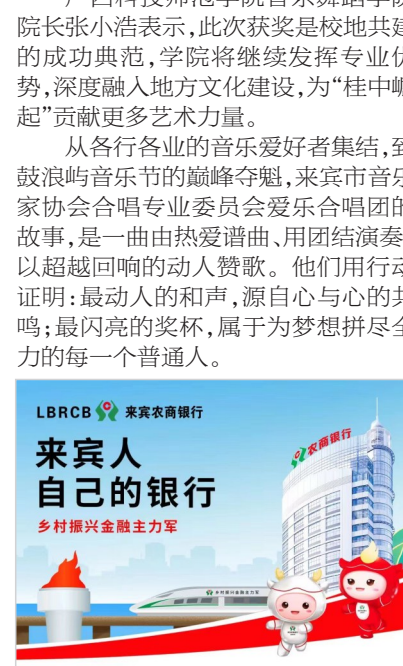 院长张小浩表示,此次获奖是校地共建
的成功典范,学院将继续发挥专业优
势,深度融入地方文化建设,为“桂中崛
起”贡献更多艺术力量。
从各行各业的音乐爱好者集结,到
鼓浪屿音乐节的巅峰夺魁,来宾市音乐
家协会合唱专业委员会爱乐合唱团的
故事,是一曲由热爱谱曲、用团结演奏、
以超越回响的动人赞歌。他们用行动
证明:最动人的和声,源自心与心的共
鸣;最闪亮的奖杯,属于为梦想拼尽全
力的每一个普通人。
LBRCB 来宾农商银行
农商银行
来宾人
自己的银行
乡村振兴金融主力军
乡村振兴金融主力军